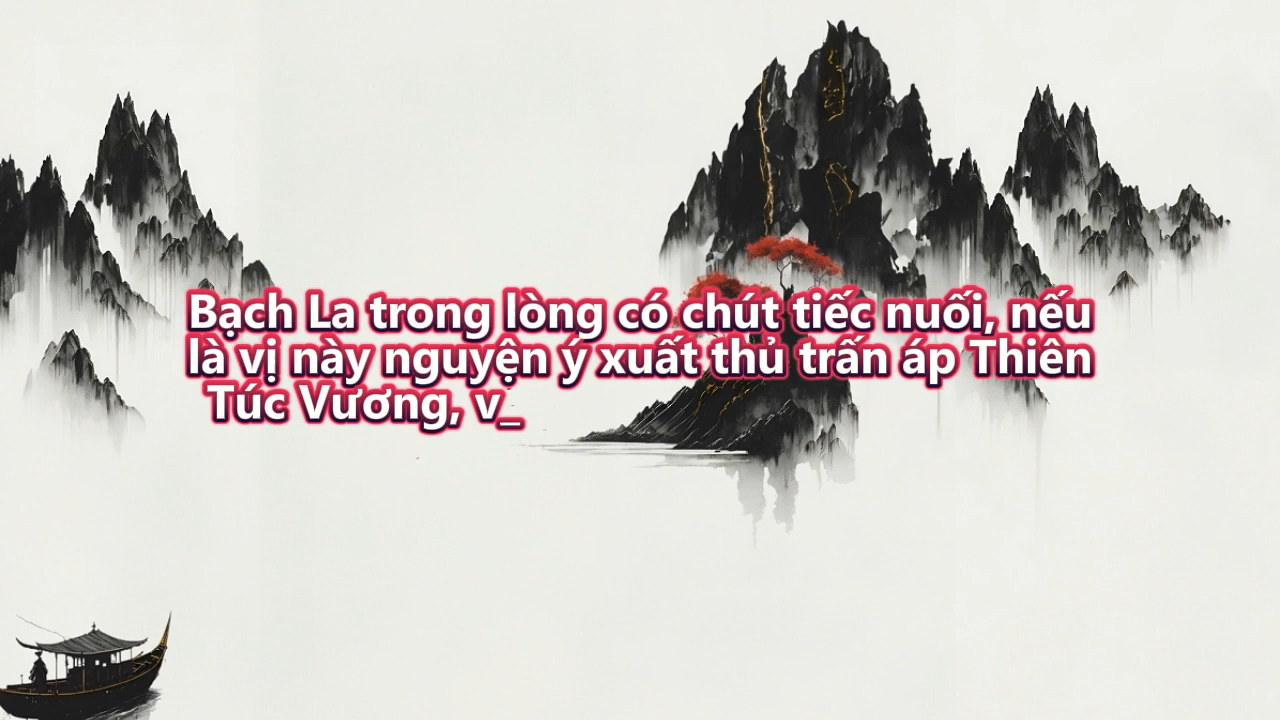 Bạch La trong lòng có chút tiếc nuối, nếu
là vị này nguyện ý xuất thủ trấn áp Thiên
Túc Vương, v_